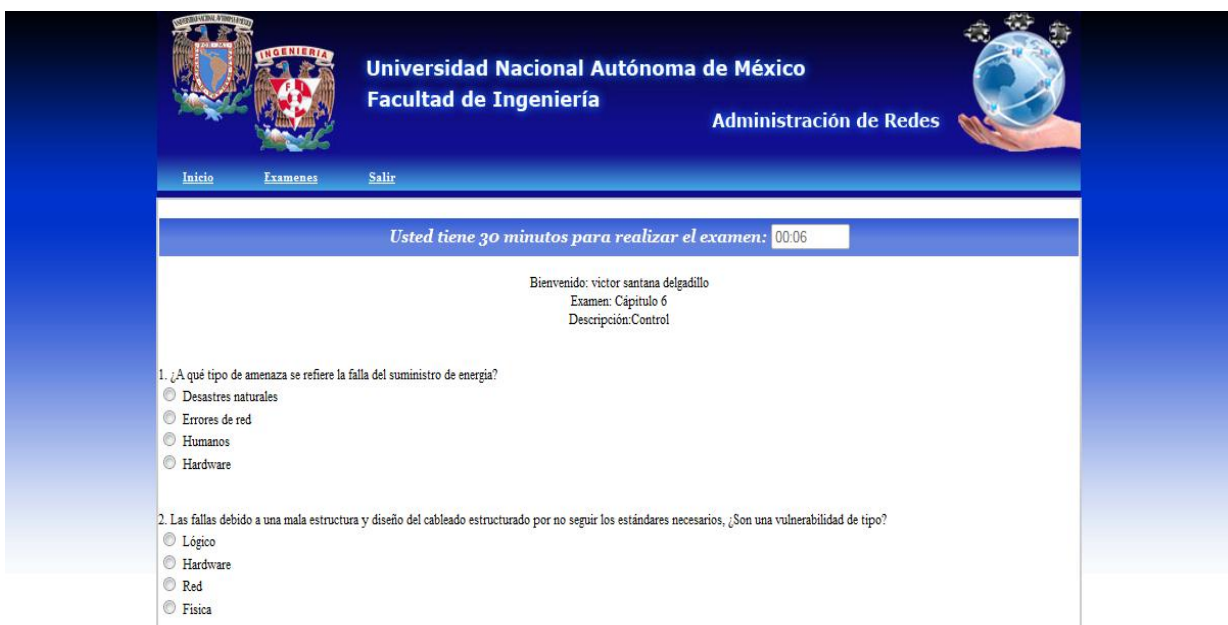 INGENIERIA
Universidad Nacional Autónoma de México
Facultad de Ingeniería
Administración de Redes
Inicio Examenes Salir
Usted tiene 30 minutos para realizar el examen: 00:06
Bienvenido: victor santana delgadillo
Examen: Cápitulo 6
Descripción:Control
1. ¿A qué tipo de amenaza se refiere la falla del suministro de energia?
Desastres naturales
Errores de red
Humanos
Hardware
2. Las fallas debido a una mala estructura y diseño del cableado estructurado por no seguir los estándares necesarios, ¿Son una vulnerabilidad de tipo?
Lógico
Hardware
Red
Física